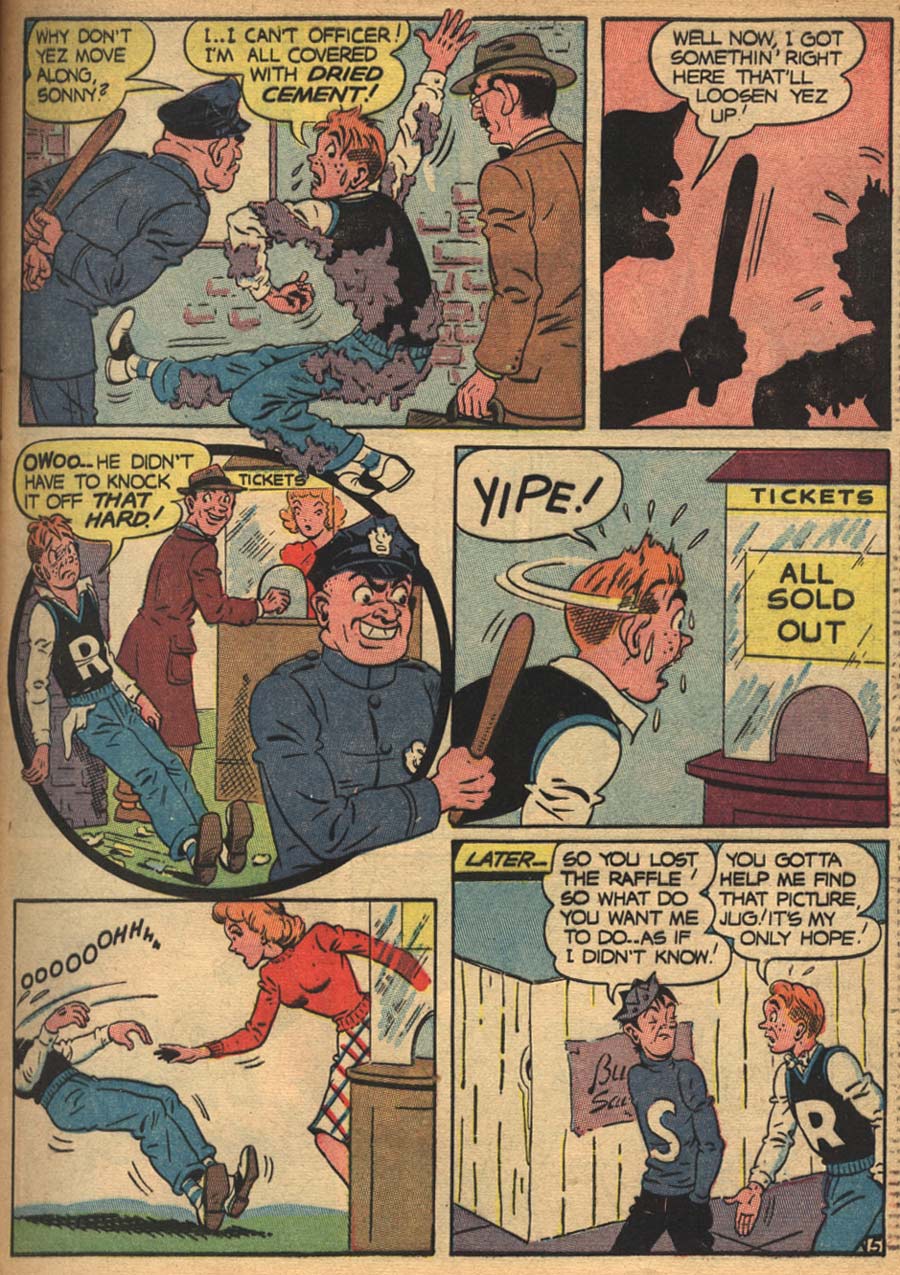 WHY DON'T
YEZ MOVE
ALONG,
SONNY?
I..I CAN'T OFFICER!
I'M ALL COVERED
WITH DRIED
CEMENT!
WELL NOW, I GOT
SOMETHIN' RIGHT
HERE THAT'LL
LOOSEN YEZ
UP!
OWOO--HE DIDN'T
HAVE TO KNOCK
IT OFF THAT
HARD!
TICKETS
R
YIPE!
TICKETS
ALL
SOLD
OUT
OOOOOOHHHH
LATER--
SO YOU LOST
THE RAFFLE!
SO WHAT DO
YOU WANT ME
TO DO--AS IF
I DIDN'T KNOW!
YOU GOTTA
HELP ME FIND
THAT PICTURE,
JUG! IT'S MY
ONLY HOPE!
S
R
5